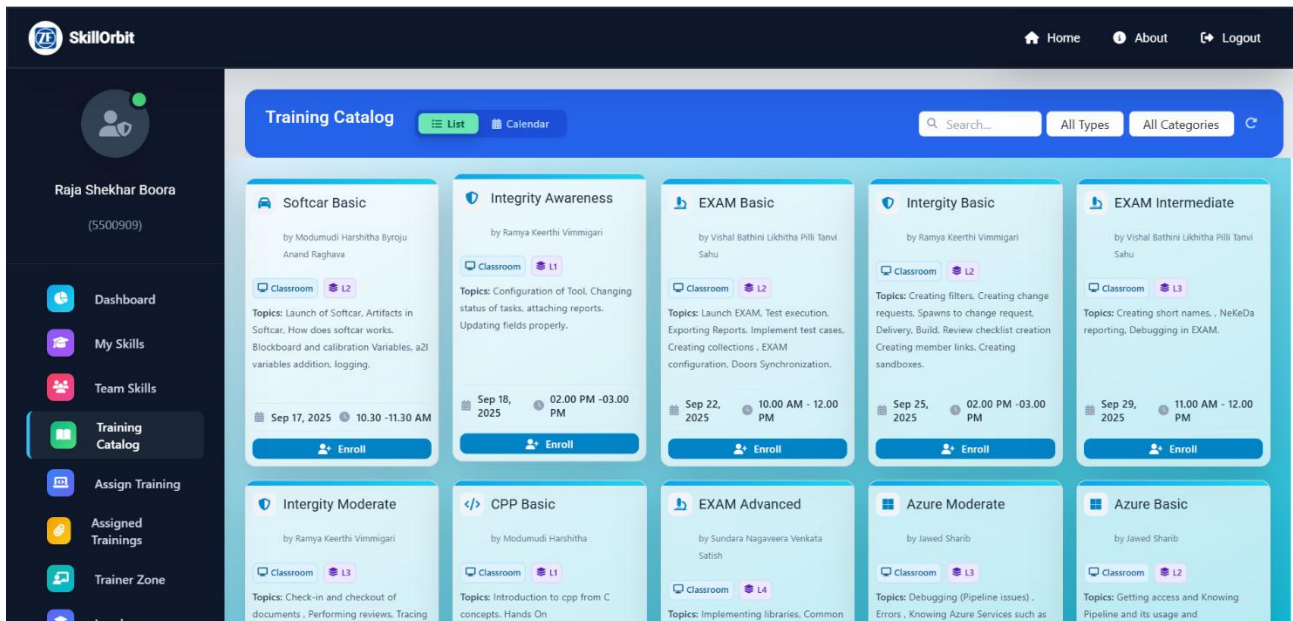 ZF SkillOrbit
Home About Logout
Raja Shekhar Boora
(5500909)
Dashboard
My Skills
Team Skills
Training
Catalog
Assign Training
Assigned
Trainings
Trainer Zone
Training Catalog
List Calendar
Search... All Types All Categories
Softcar Basic
by Modumudi Harshitha Byroju
Anand Raghava
Classroom L2
Topics: Launch of Softcar, Artifacts in
Softcar, How does softcar works,
Blockboard and calibration Variables, a2l
variables addition, logging.
Sep 17, 2025 10.30 -11.30 AM
Enroll
Integrity Awareness
by Ramya Keerthi Vimmigari
Classroom L1
Topics: Configuration of Tool, Changing
status of tasks, attaching reports,
Updating fields properly.
Sep 18,
2025
02.00 PM -03.00
PM
Enroll
EXAM Basic
by Vishal Bathini Likhitha Pilli Tanvi
Sahu
Classroom L2
Topics: Launch EXAM, Test execution,
Exporting Reports, Implement test cases,
Creating collections , EXAM
configuration, Doors Synchronization.
Sep 22,
2025
10.00 AM - 12.00
PM
Enroll
Intergity Basic
by Ramya Keerthi Vimmigari
Classroom L2
Topics: Creating filters, Creating change
requests, Spawns to change request,
Delivery, Build, Review checklist creation
Creating member links, Creating
sandboxes.
Sep 25,
2025
02.00 PM -03.00
PM
Enroll
EXAM Intermediate
by Vishal Bathini Likhitha Pilli Tanvi
Sahu
Classroom L3
Topics: Creating short names, , NeKeDa
reporting, Debugging in EXAM.
Sep 29,
2025
11.00 AM - 12.00
PM
Enroll
Intergity Moderate
by Ramya Keerthi Vimmigari
Classroom L3
Topics: Check-in and checkout of
documents , Performing reviews, Tracing
CPP Basic
by Modumudi Harshitha
Classroom L1
Topics: Introduction to cpp from C
concepts, Hands On
EXAM Advanced
by Sundara Nagaveera Venkata
Satish
Classroom L4
Topics: Implementing libraries, Common
Azure Moderate
by Jawed Sharib
Classroom L3
Topics: Debugging (Pipeline issues) ,
Errors , Knowing Azure Services such as
Azure Basic
by Jawed Sharib
Classroom L2
Topics: Getting access and Knowing
Pipeline and its usage and